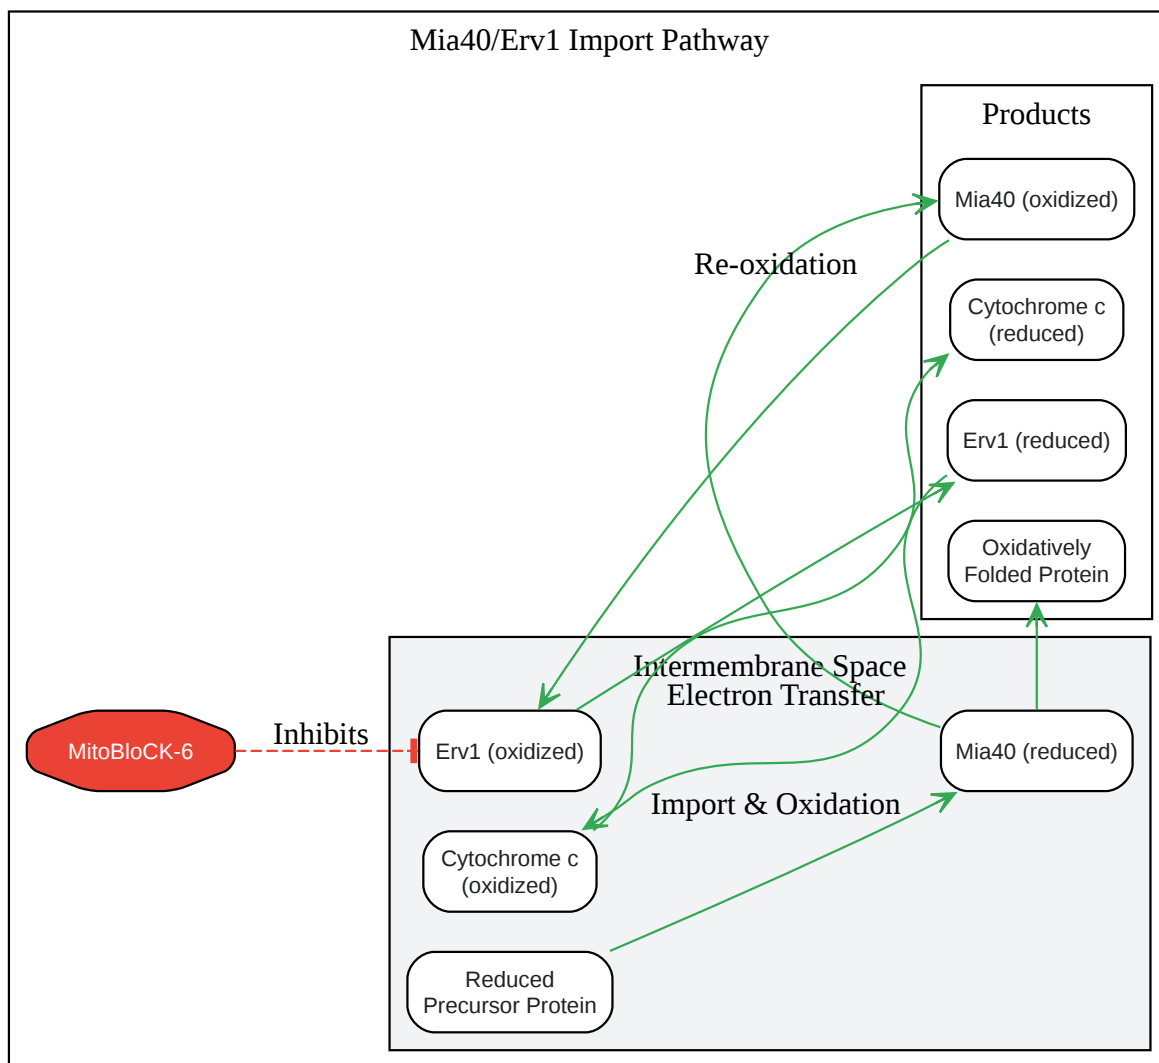 Mia40/Erv1 Import Pathway
Products
Mia40 (oxidized)
Re-oxidation
Cytochrome c
(reduced)
Erv1 (reduced)
Oxidatively
Folded Protein
Intermembrane Space
Electron Transfer
MitoBloCK-6
Inhibits
Erv1 (oxidized)
Mia40 (reduced)
Import & Oxidation
Cytochrome c
(oxidized)
Reduced
Precursor Protein